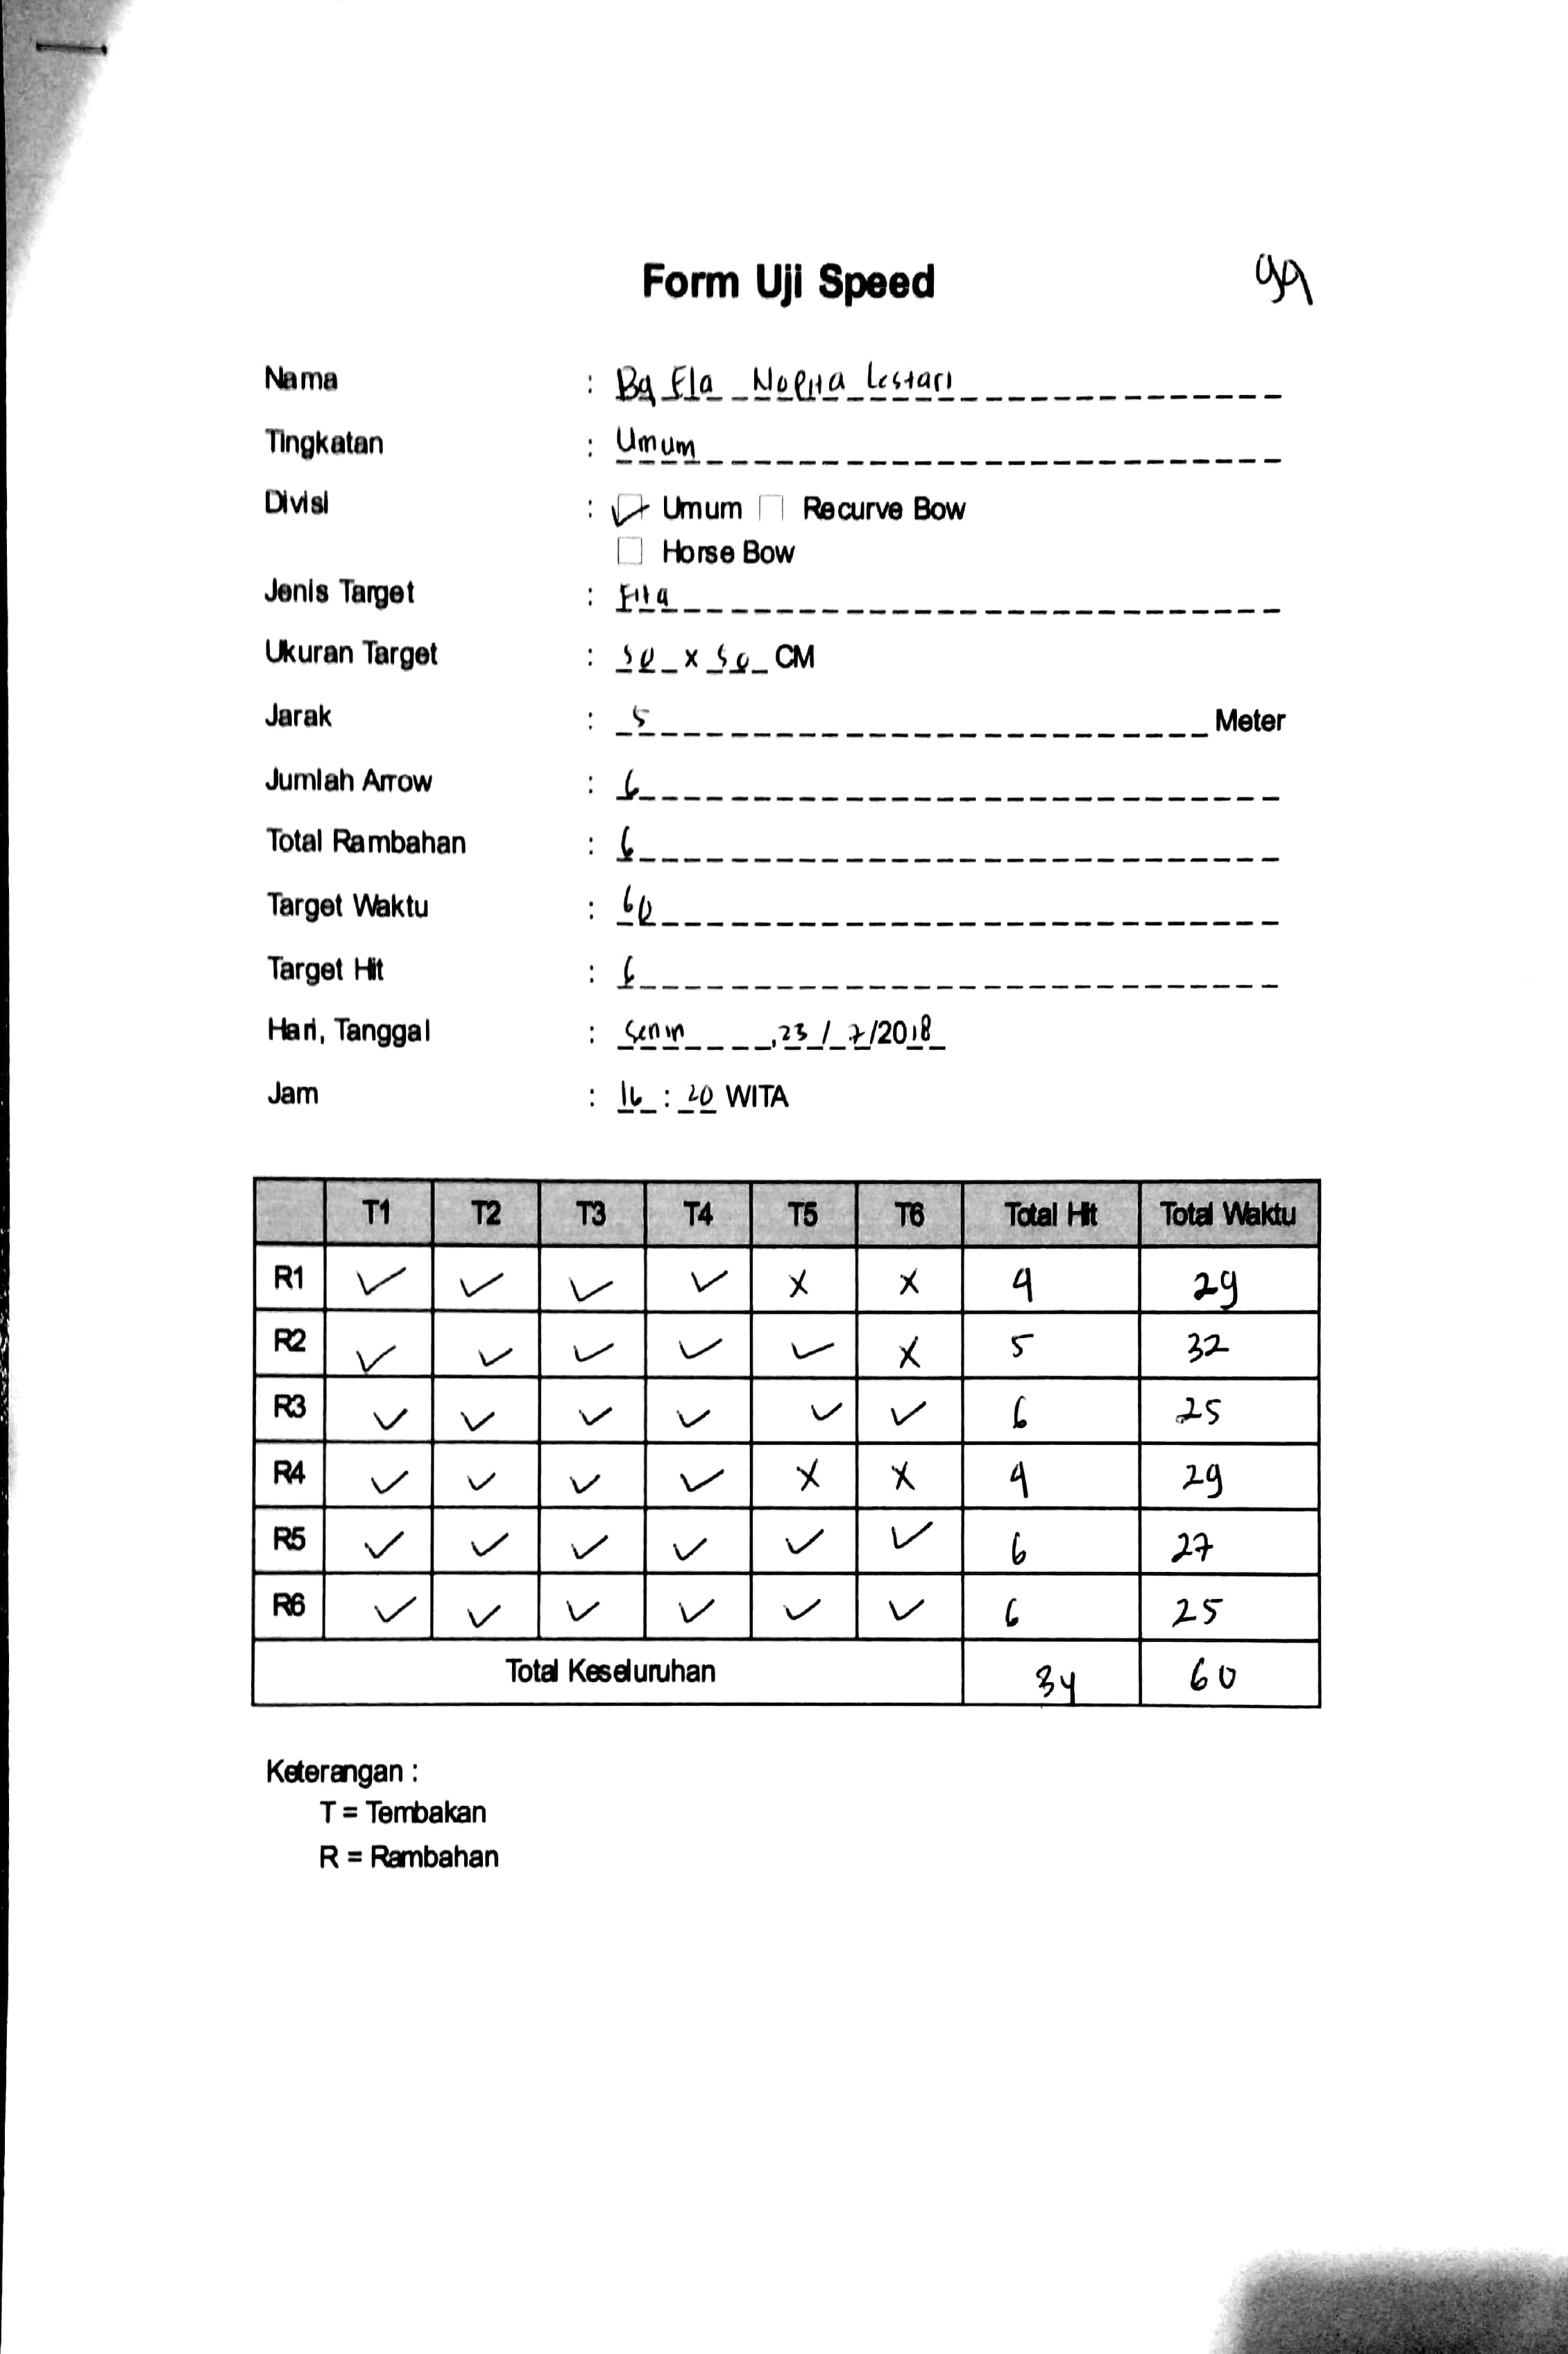 Form Uji Speed 99
Nama : Bq Ela Nopita Lestari
Tingkatan : Umum
Divisi : ✓ Umum ☐ Recurve Bow
☐ Horse Bow
Jenis Target : Fita
Ukuran Target : 50 x 50 CM
Jarak : 5 Meter
Jumlah Arrow : 6
Total Rambahan : 6
Target Waktu : 60
Target Hit : 6
Hari, Tanggal : Senin, 23/7/2018
Jam : 16 : 20 WITA
T1 T2 T3 T4 T5 T6 Total Hit Total Waktu
R1 ✓ ✓ ✓ ✓ x x 4 29
R2 ✓ ✓ ✓ ✓ ✓ x 5 32
R3 ✓ ✓ ✓ ✓ ✓ ✓ 6 25
R4 ✓ ✓ ✓ ✓ x x 4 29
R5 ✓ ✓ ✓ ✓ ✓ ✓ 6 27
R6 ✓ ✓ ✓ ✓ ✓ ✓ 6 25
Total Keseluruhan 34 60
Keterangan :
T = Tembakan
R = Rambahan